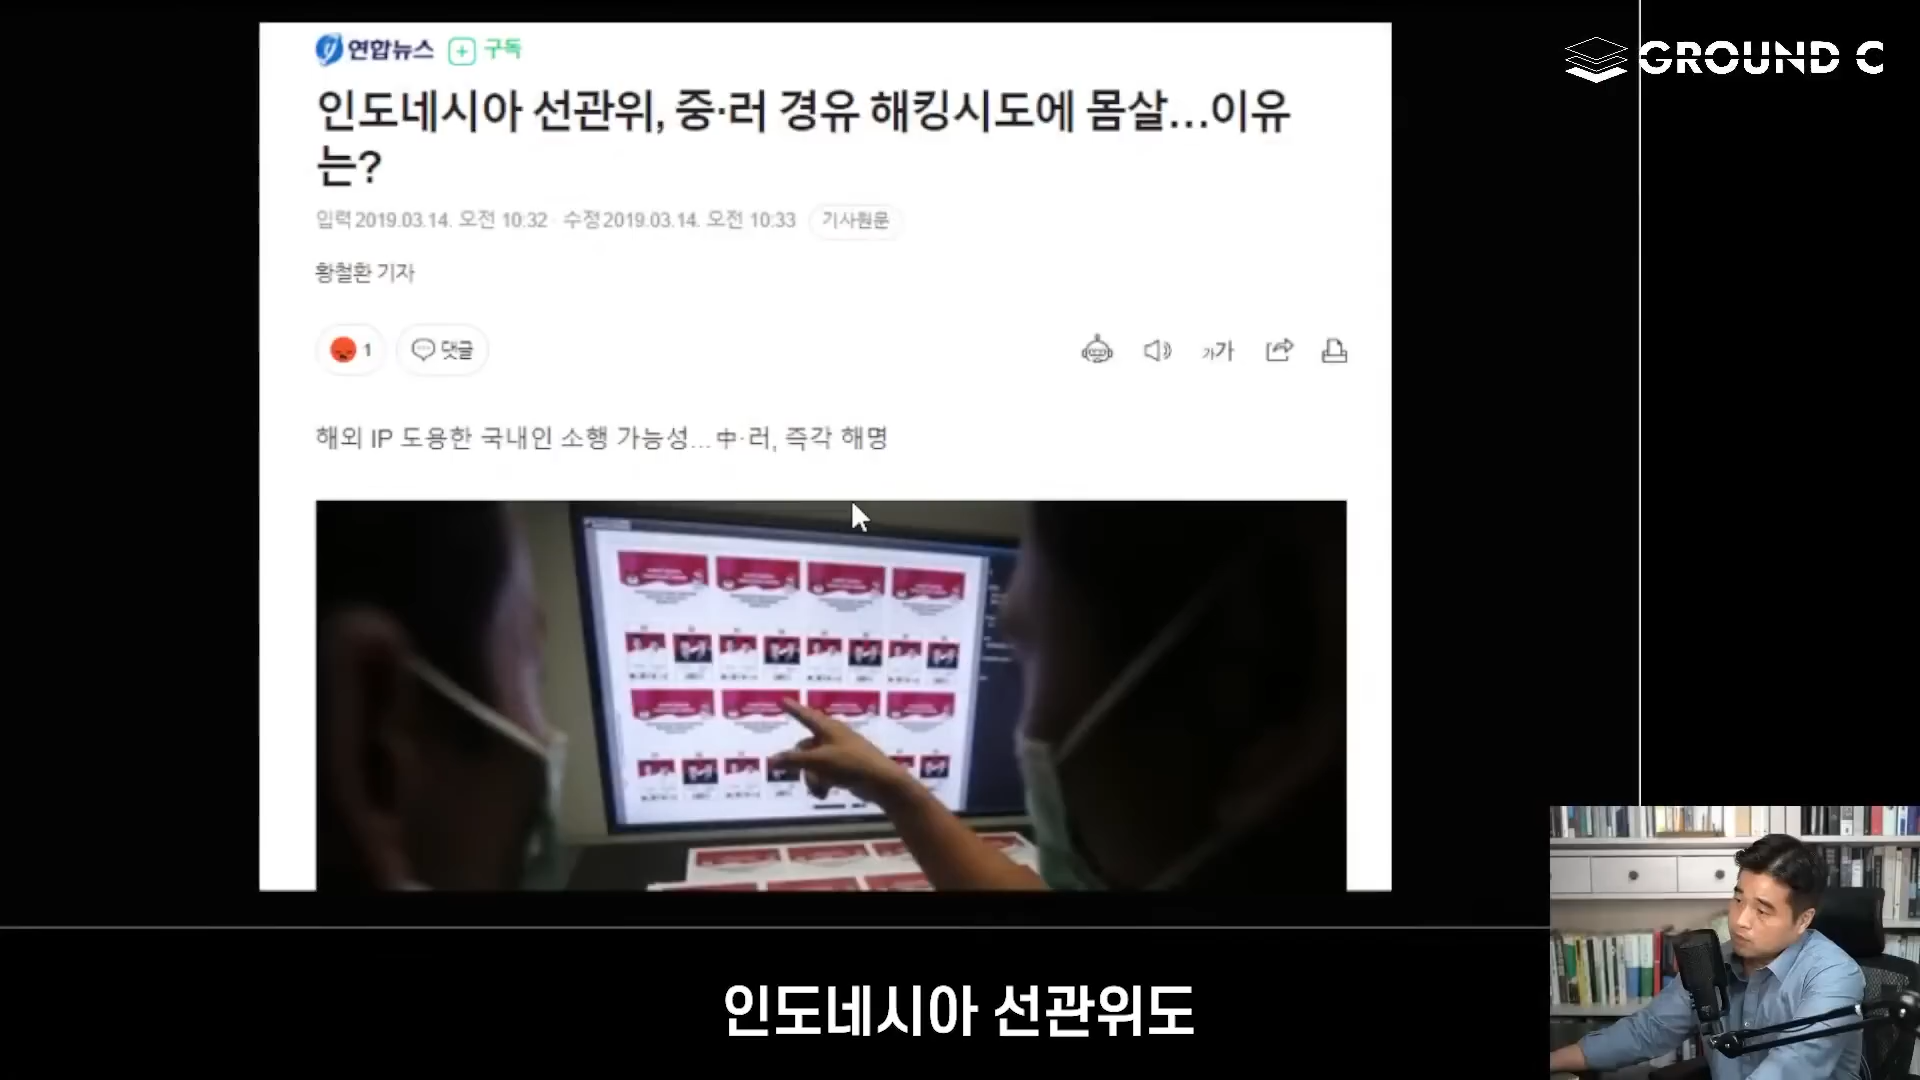 연합뉴스 구독
GROUND C
인도네시아 선관위, 중·러 경유 해킹시도에 몸살…이유
는?
입력 2019.03.14. 오전 10:32 · 수정 2019.03.14. 오전 10:33 기사원문
황철환 기자
1 댓글
가가
해외 IP 도용한 국내인 소행 가능성…中·러, 즉각 해명
인도네시아 선관위도